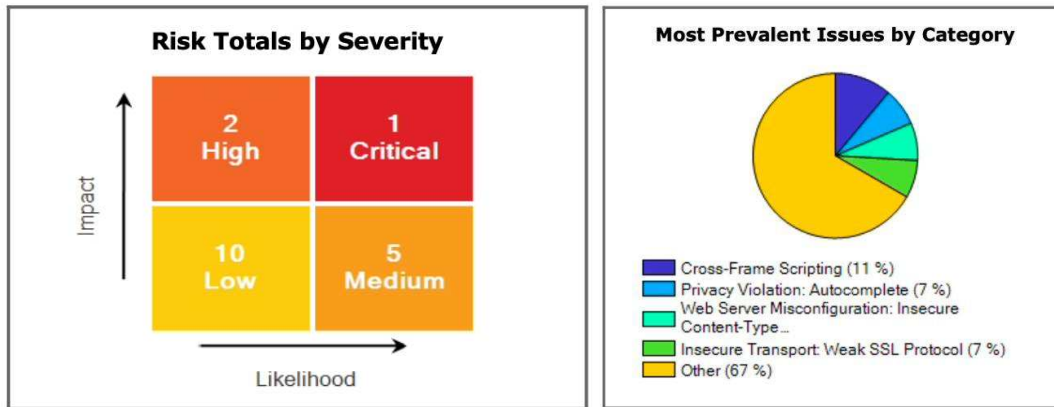 Risk Totals by Severity
2
High
1
Critical
10
Low
5
Medium
Impact
Likelihood
Most Prevalent Issues by Category
Cross-Frame Scripting (11 %)
Privacy Violation: Autocomplete (7 %)
Web Server Misconfiguration: Insecure
Content-Type...
Insecure Transport: Weak SSL Protocol (7 %)
Other (67 %)